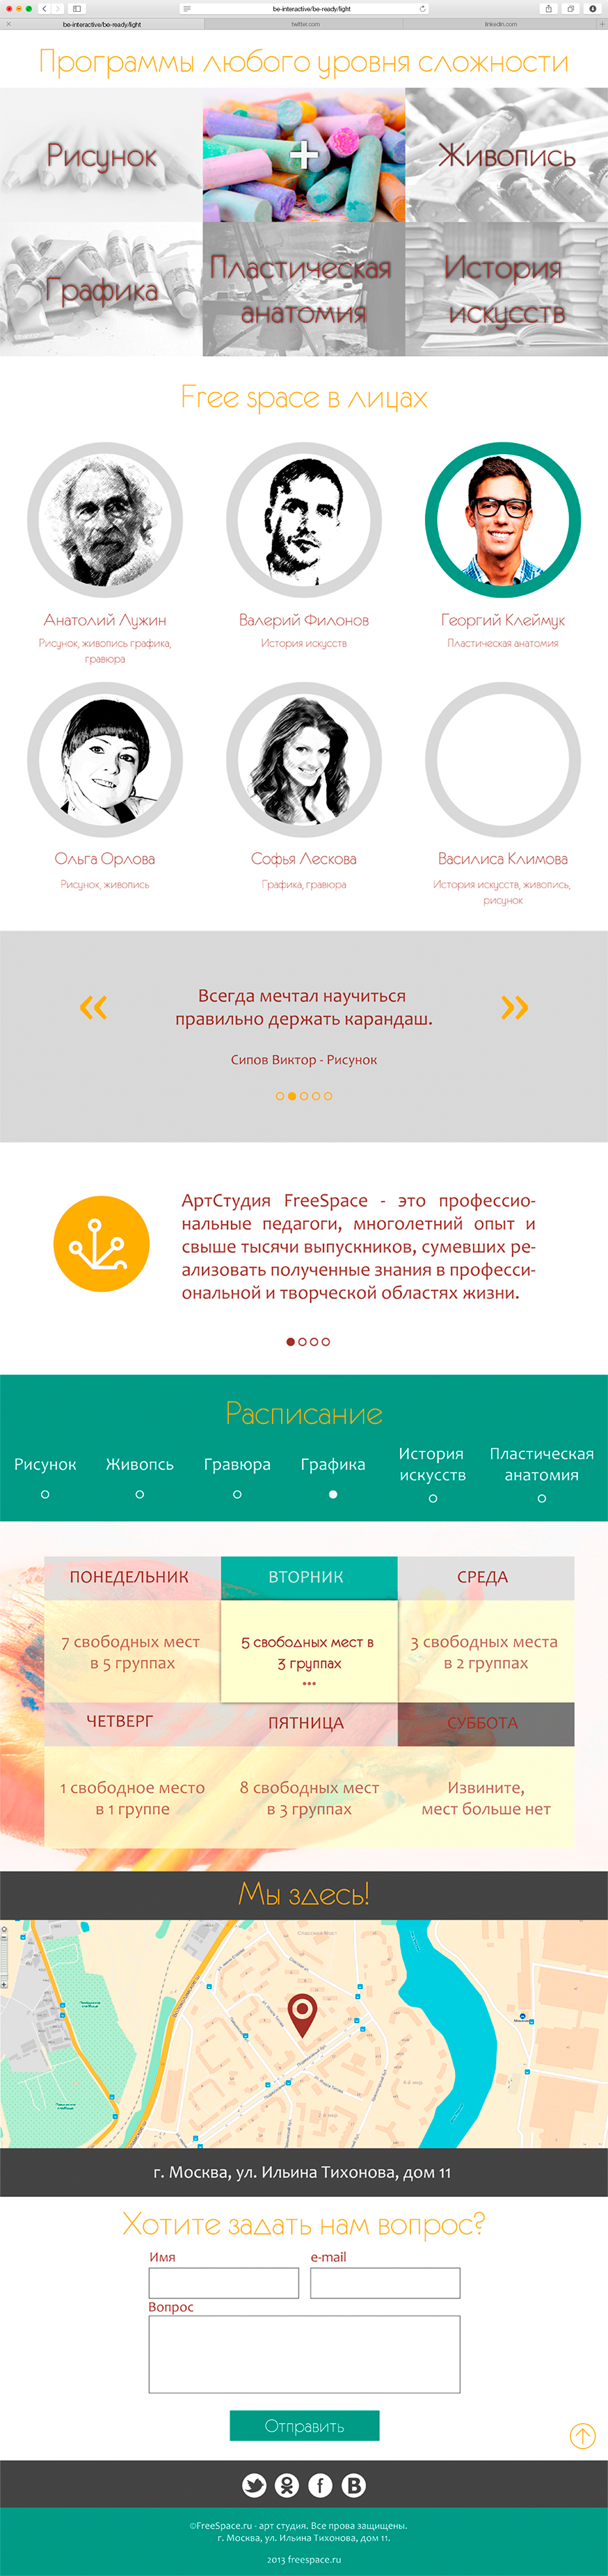 be-interactive/be-ready/light
be-interactive/be-ready/light
twitter.com
linkedin.com
Программы любого уровня сложности
Рисунок
Живопись
Графика
Пластическая
анатомия
История
искусств
Free space в лицах
Анатолий Лужин
Валерий Филонов
Георгий Клеймук
Рисунок, живопись графика,
гравюра
История искусств
Пластическая анатомия
Ольга Орлова
Софья Лескова
Василиса Климова
Рисунок, живопись
Графика, гравюра
История искусств, живопись,
рисунок
Всегда мечтал научиться
правильно держать карандаш.
Сипов Виктор - Рисунок
АртСтудия FreeSpace - это профессио-
нальные педагоги, многолетний опыт и
свыше тысячи выпускников, сумевших ре-
ализовать полученные знания в професси-
ональной и творческой областях жизни.
Расписание
Рисунок
Живопсь
Гравюра
Графика
История
искусств
Пластическая
анатомия
ПОНЕДЕЛЬНИК
ВТОРНИК
СРЕДА
7 свободных мест
в 5 группах
5 свободных мест в
3 группах
3 свободных места
в 2 группах
ЧЕТВЕРГ
ПЯТНИЦА
СУББОТА
1 свободное место
в 1 группе
8 свободных мест
в 3 группах
Извините,
мест больше нет
Мы здесь!
г. Москва, ул. Ильина Тихонова, дом 11
Хотите задать нам вопрос?
Имя
e-mail
Вопрос
Отправить
©FreeSpace.ru - арт студия. Все прова защищены.
г. Москва, ул. Ильина Тихонова, дом 11.
2013 freespace.ru